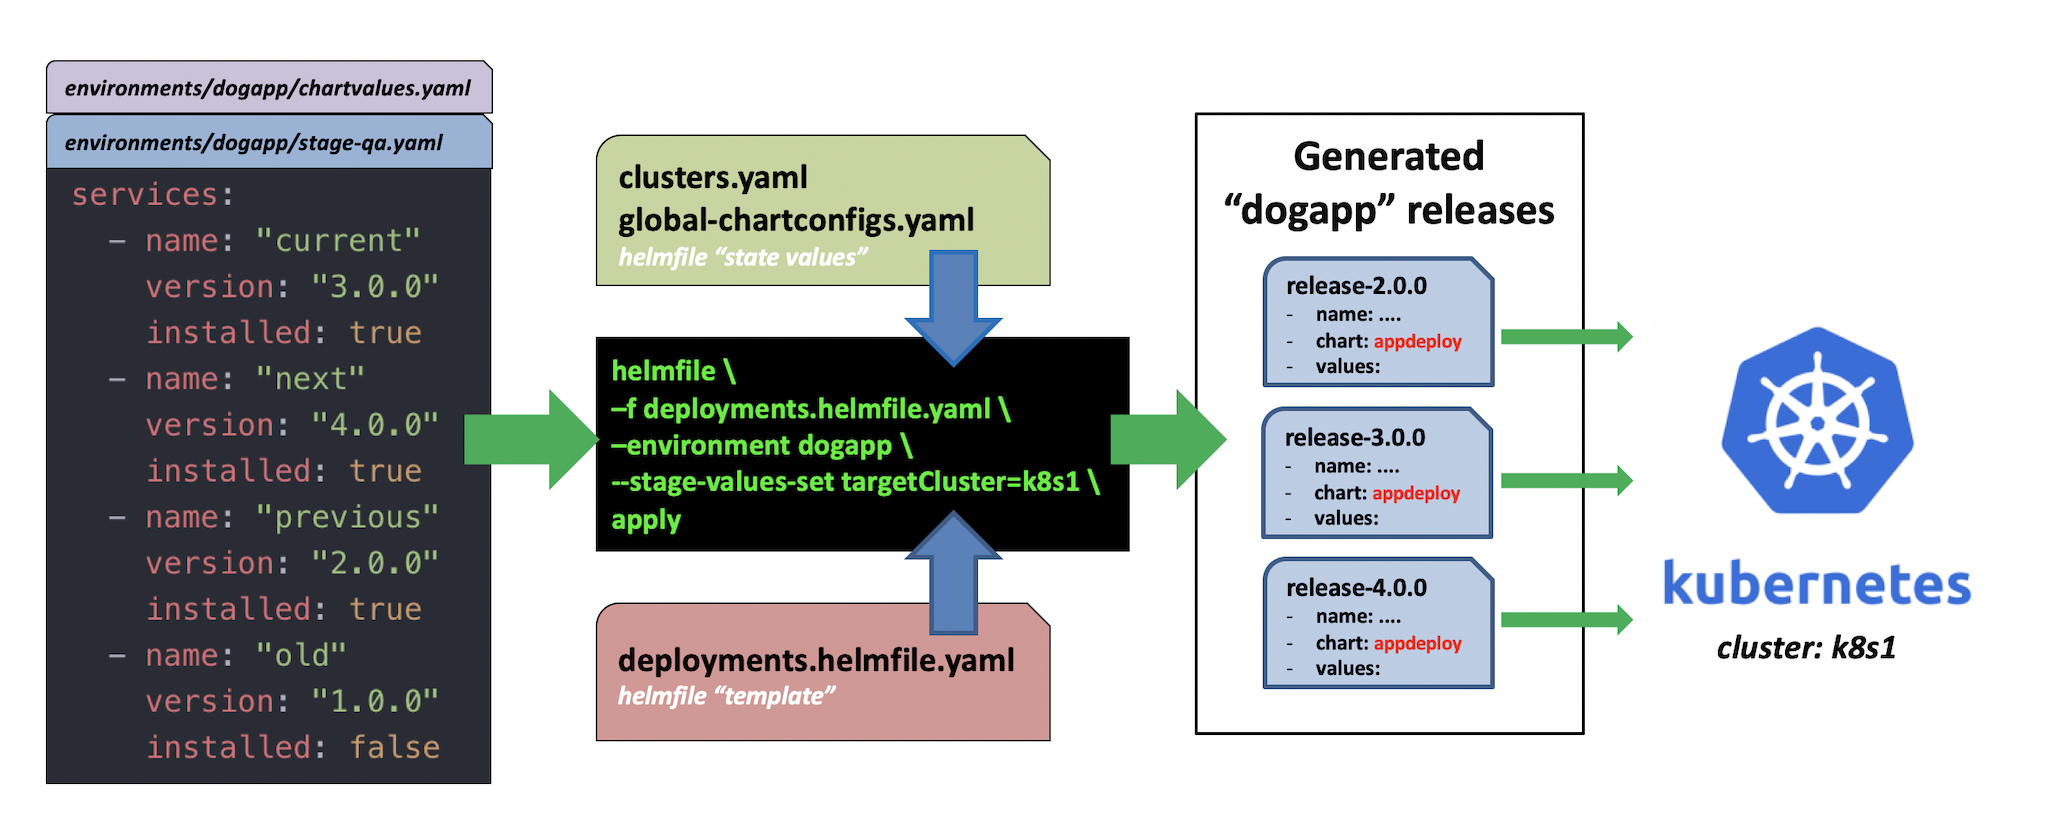 environments/dogapp/chartvalues.yaml
environments/dogapp/stage-qa.yaml
services:
- name: "current"
version: "3.0.0"
installed: true
- name: "next"
version: "4.0.0"
installed: true
- name: "previous"
version: "2.0.0"
installed: true
- name: "old"
version: "1.0.0"
installed: false
clusters.yaml
global-chartconfigs.yaml
helmfile “state values”
helmfile \
–f deployments.helmfile.yaml \
–environment dogapp \
--stage-values-set targetCluster=k8s1 \
apply
deployments.helmfile.yaml
helmfile “template”
Generated
“dogapp” releases
release-2.0.0
- name: ....
- chart: appdeploy
- values:
release-3.0.0
- name: ....
- chart: appdeploy
- values:
release-4.0.0
- name: ....
- chart: appdeploy
- values:
kubernetes
cluster: k8s1